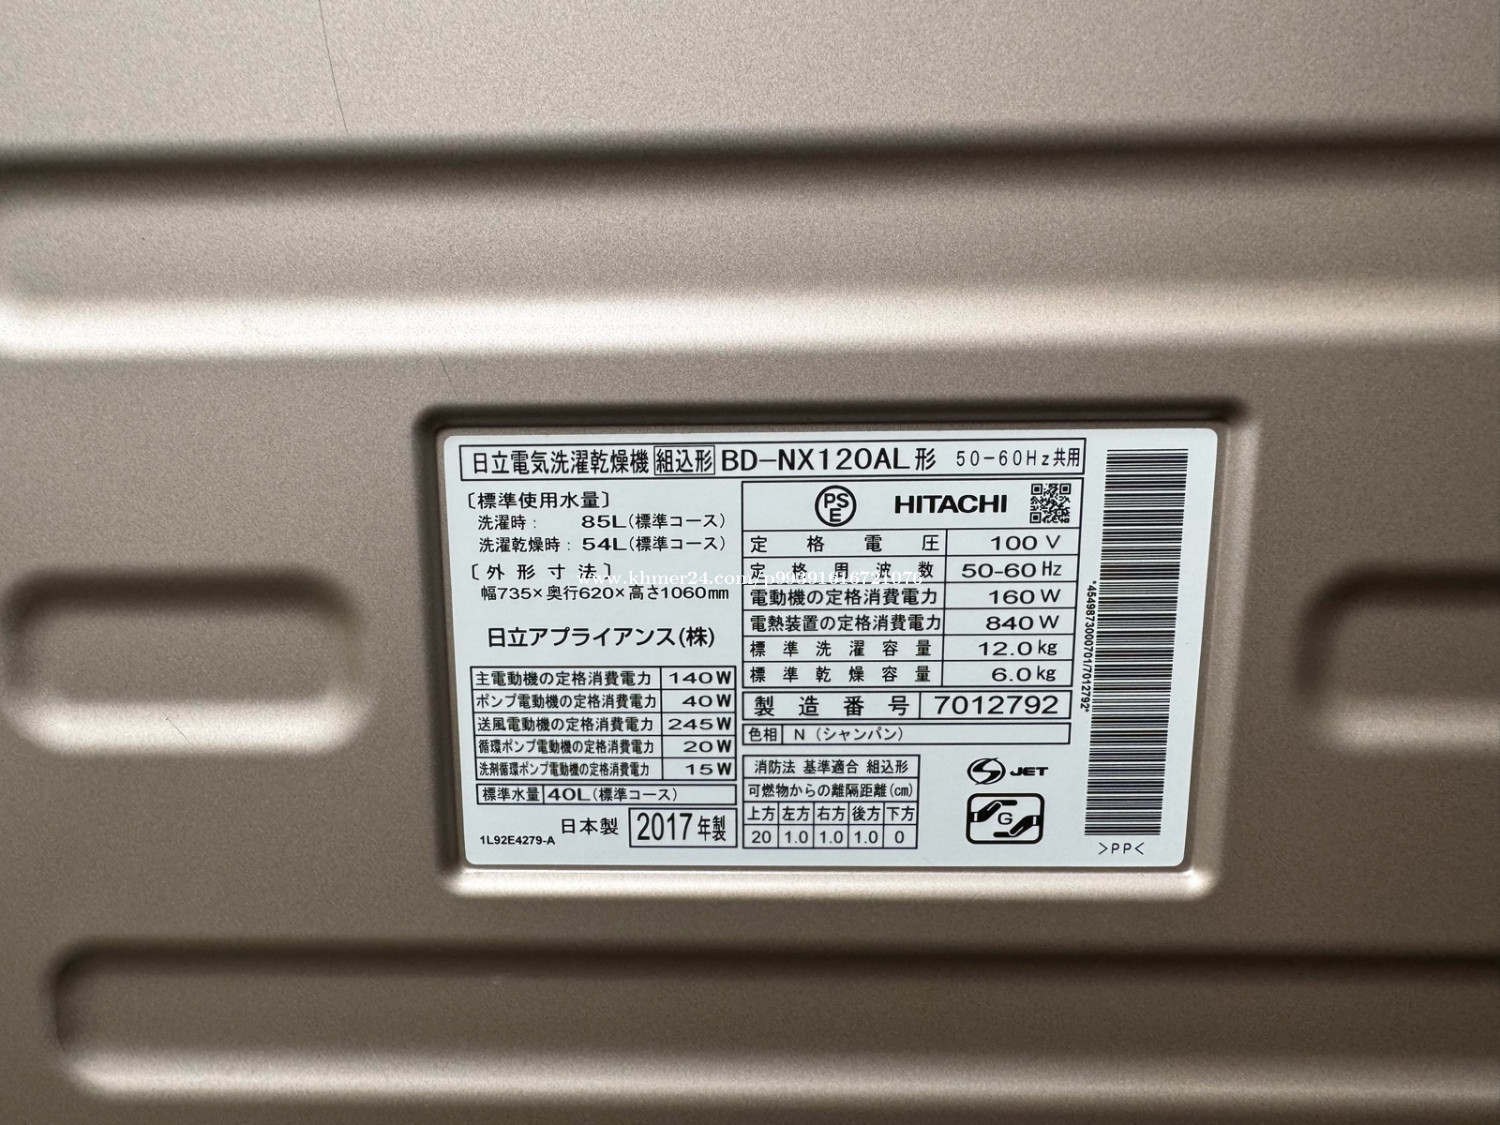 日立電気洗濯乾燥機 組込形 BD-NX120AL形 50-60Hz共用
〔標準使用水量〕
洗濯時: 85L(標準コース)
洗濯乾燥時: 54L(標準コース)
〔外形寸法〕
幅735×奥行620×高さ1060mm
日立アプライアンス(株)
主電動機の定格消費電力 140W
ポンプ電動機の定格消費電力 40W
送風電動機の定格消費電力 245W
循環ポンプ電動機の定格消費電力 20W
洗剤循環ポンプ電動機の定格消費電力 15W
標準水量 40L(標準コース)
1L92E4279-A 日本製 2017年製
PSE HITACHI
定格電圧 100V
定格周波数 50-60Hz
電動機の定格消費電力 160W
電熱装置の定格消費電力 840W
標準洗濯容量 12.0kg
標準乾燥容量 6.0kg
製造番号 7012792
色相 N(シャンパン)
消防法 基準適合 組込形
可燃物からの離隔距離(cm)
上方 左方 右方 後方 下方
20 1.0 1.0 1.0 0
S JET
G
*4549873000701/7012792*
>PP<
www.khmer24.com/p99391616721076